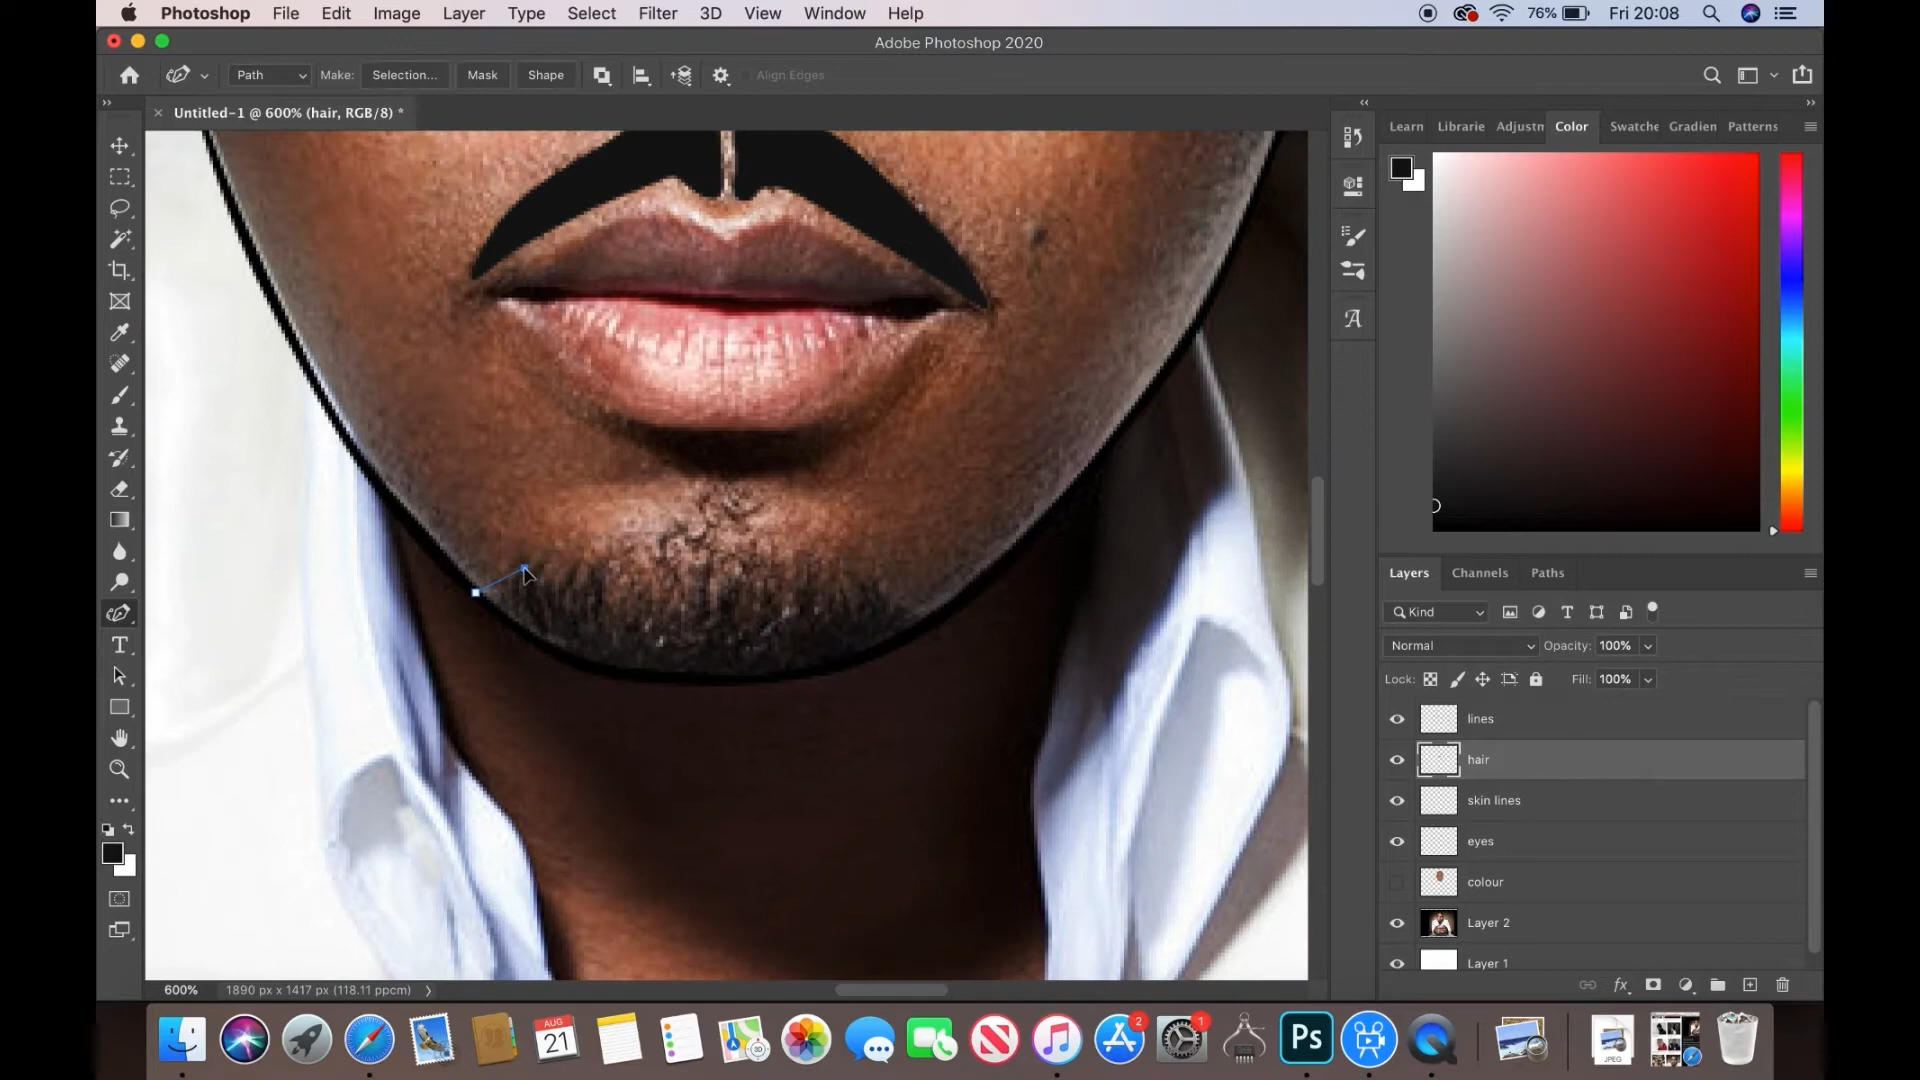 Photoshop File Edit Image Layer Type Select Filter 3D View Window Help 76% Fri 20:08
Adobe Photoshop 2020
Path Make: Selection... Mask Shape Align Edges
Untitled-1 @ 600% (hair, RGB/8) *
Learn Librarie Adjustn Color Swatche Gradien Patterns
A
Layers Channels Paths
Kind
Normal Opacity: 100%
Lock: Fill: 100%
lines
hair
skin lines
eyes
colour
Layer 2
Layer 1
fx
600% 1890 px x 1417 px (118.11 ppcm)
AUG
21
2
1
Ps
JPEG